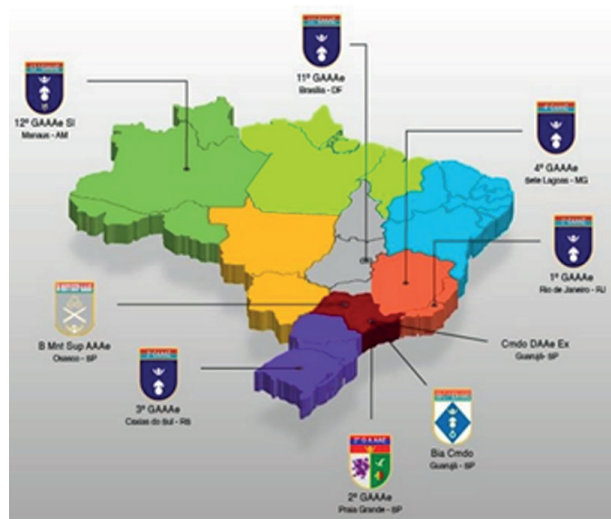 11º GAAAe
Brasília - DF
12º GAAAe Sl
Manaus - AM
4º GAAAe
Sete Lagoas - MG
1º GAAAe
Rio de Janeiro - RJ
B Mnt Sup AAAe
Osasco - SP
Cmdo DAAe Ex
Guarujá - SP
3º GAAAe
Caxias do Sul - RS
Bia Cmdo
Guarujá - SP
2º GAAAe
Praia Grande - SP